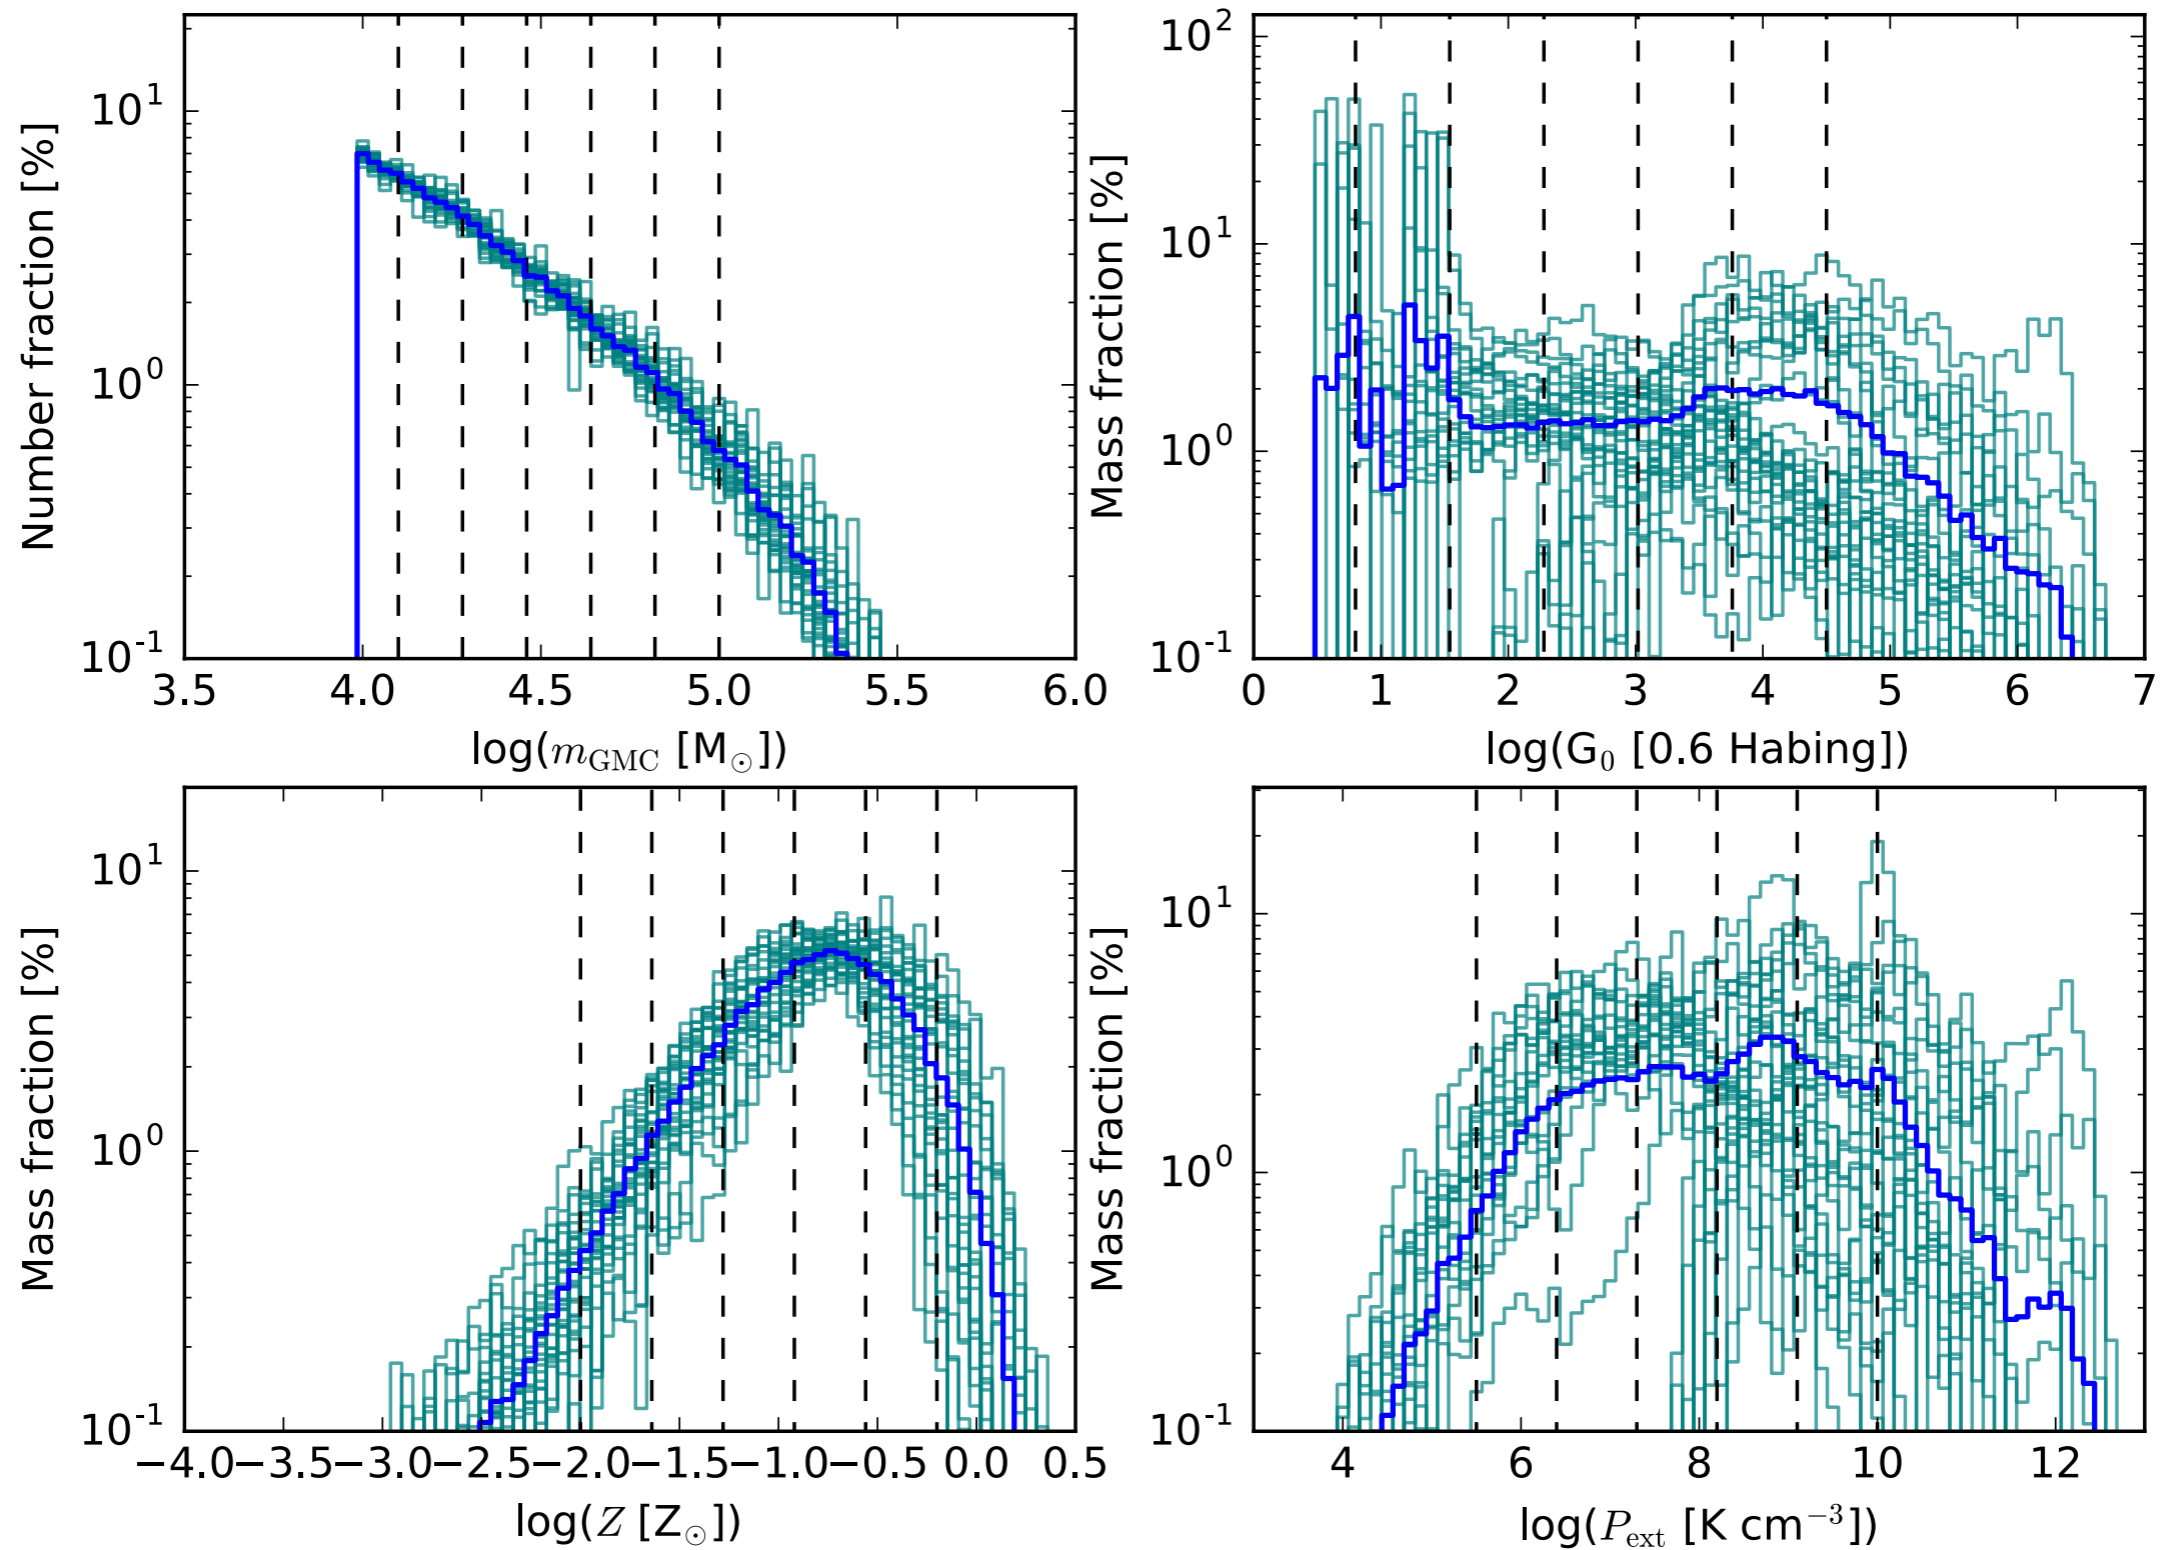 Number fraction [%]
10¹
10⁰
10⁻¹
3.5 4.0 4.5 5.0 5.5 6.0
log(m_GMC [M_⊙])
Mass fraction [%]
10²
10¹
10⁰
10⁻¹
0 1 2 3 4 5 6 7
log(G₀ [0.6 Habing])
Mass fraction [%]
10¹
10⁰
10⁻¹
−4.0 −3.5 −3.0 −2.5 −2.0 −1.5 −1.0 −0.5 0.0 0.5
log(Z [Z_⊙])
Mass fraction [%]
10¹
10⁰
10⁻¹
4 6 8 10 12
log(P_ext [K cm⁻³])